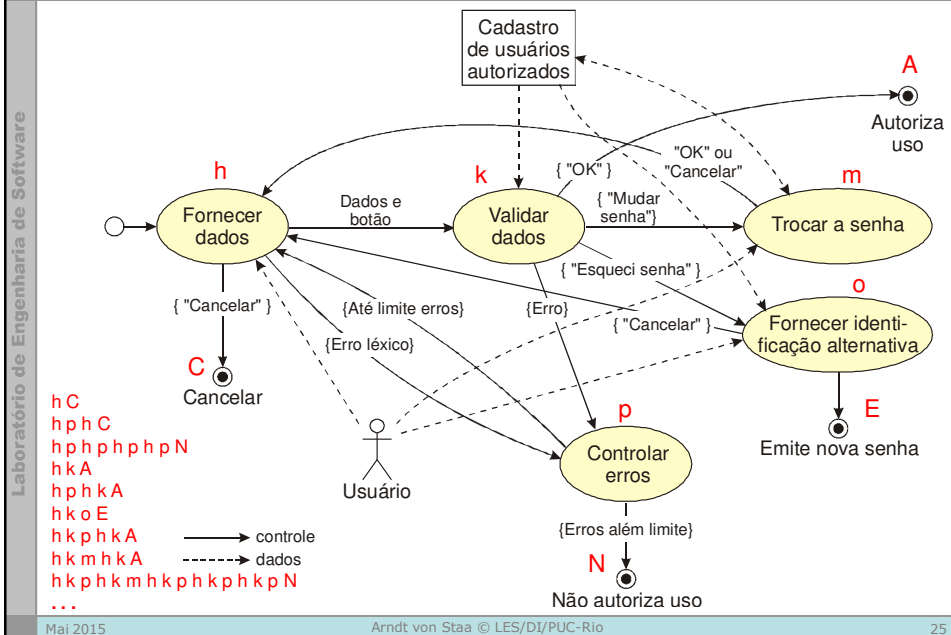 Laboratório de Engenharia de Software
Cadastro
de usuários
autorizados
A
Autoriza
uso
h
Fornecer
dados
Dados e
botão
k
Validar
dados
{ "OK" }
"OK" ou
"Cancelar"
{ "Mudar
senha"}
m
Trocar a senha
{ "Esqueci senha" }
o
Fornecer identi-
ficação alternativa
{ "Cancelar" }
{Até limite erros}
{Erro}
{ "Cancelar" }
{Erro léxico}
C
Cancelar
E
Emite nova senha
p
Controlar
erros
Usuário
{Erros além limite}
N
Não autoriza uso
h C
h p h C
h p h p h p h p N
h k A
h p h k A
h k o E
h k p h k A
h k m h k A
h k p h k m h k p h k p h k p N
. . .
controle
dados
Mai 2015
Arndt von Staa © LES/DI/PUC-Rio
25